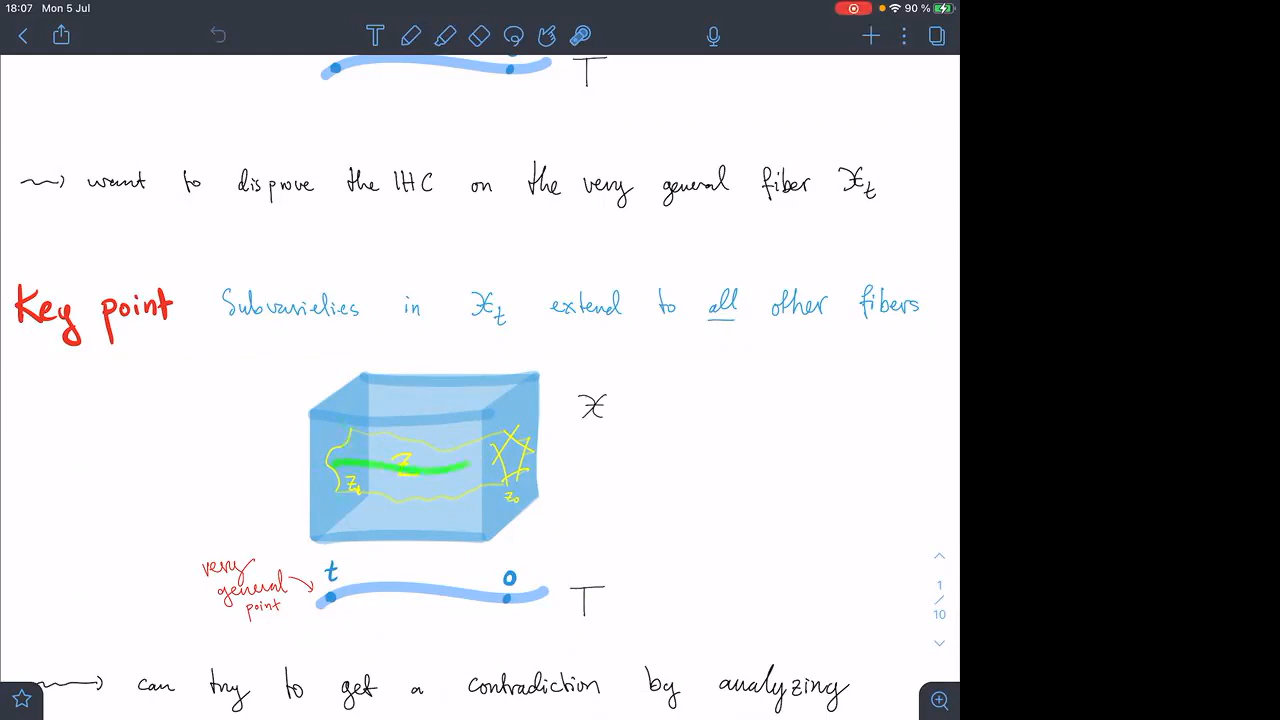 18:07 Mon 5 Jul
90 %
T
T
⇝ want to disprove the IHC on the very general fiber 𝒳_t
Key point Subvarieties in 𝒳_t extend to all other fibers
𝒳
Z
Z_t
Z_0
very
general
point
t
0
T
1
/
10
⇝ can try to get a contradiction by analyzing